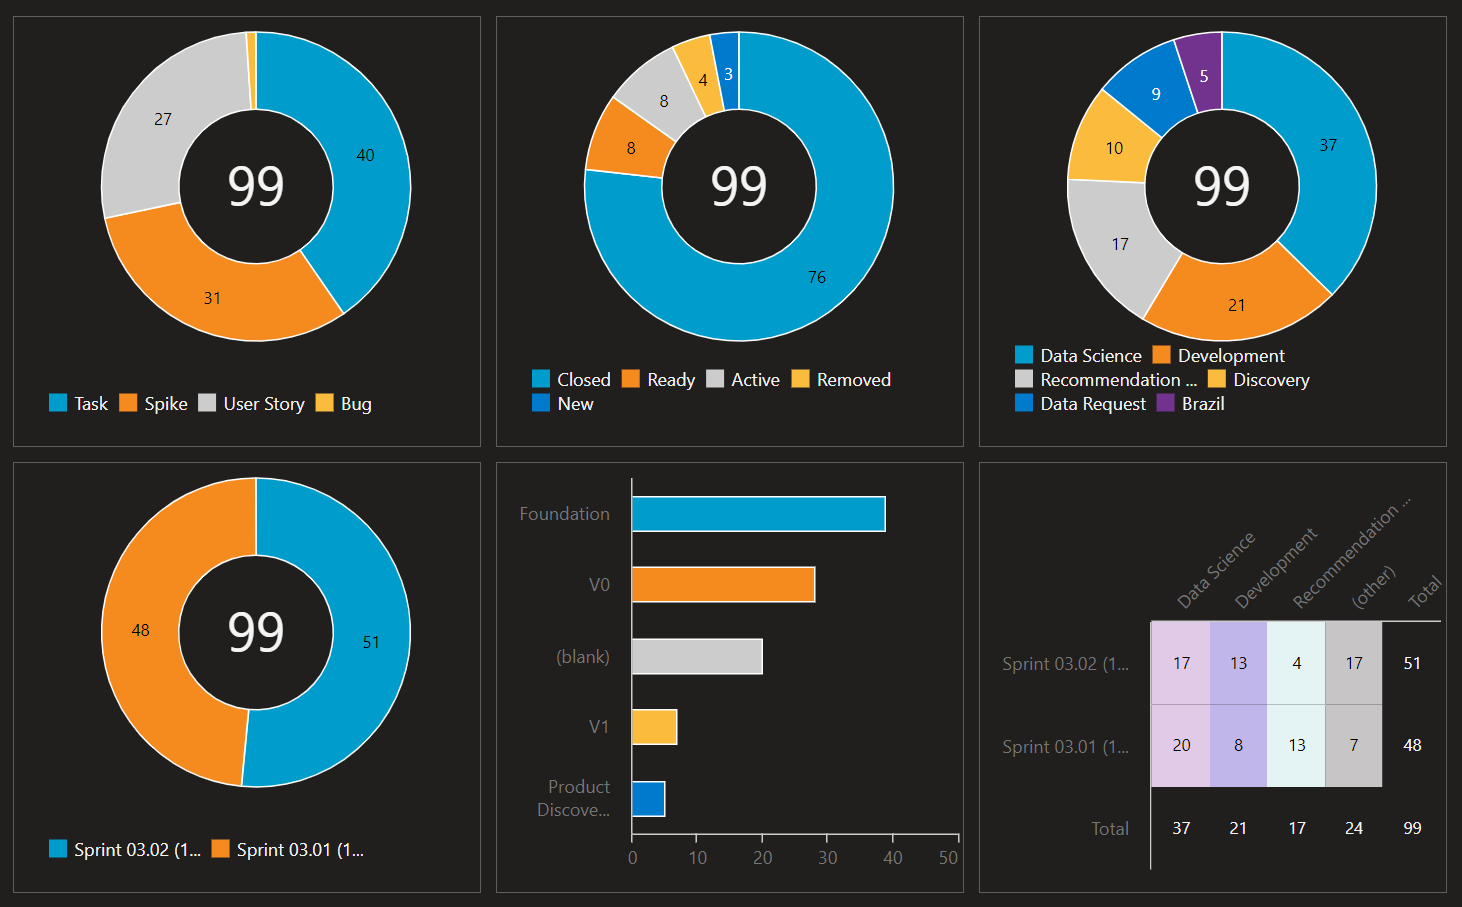 27
40
99
31
Task Spike User Story Bug
4
3
8
8
99
76
Closed Ready Active Removed
New
5
9
37
10
99
17
21
Data Science Development
Recommendation ... Discovery
Data Request Brazil
48
99
51
Sprint 03.02 (1... Sprint 03.01 (1...
Foundation
V0
(blank)
V1
Product
Discove...
0 10 20 30 40 50
Data Science
Development
Recommendation ...
(other)
Total
Sprint 03.02 (1... 17 13 4 17 51
Sprint 03.01 (1... 20 8 13 7 48
Total 37 21 17 24 99